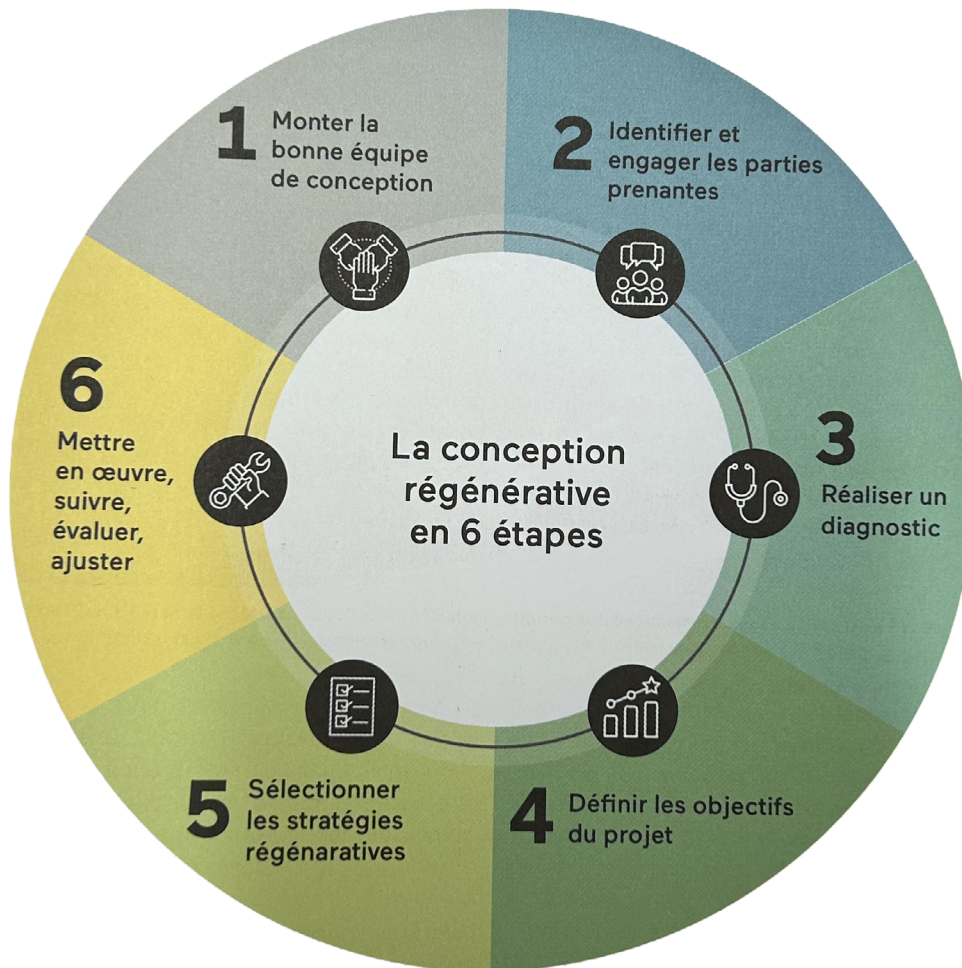 1
Monter la
bonne équipe
de conception
2
Identifier et
engager les parties
prenantes
3
Réaliser un
diagnostic
4
Définir les objectifs
du projet
5
Sélectionner
les stratégies
régénaratives
6
Mettre
en œuvre,
suivre,
évaluer,
ajuster
La conception
régénérative
en 6 étapes